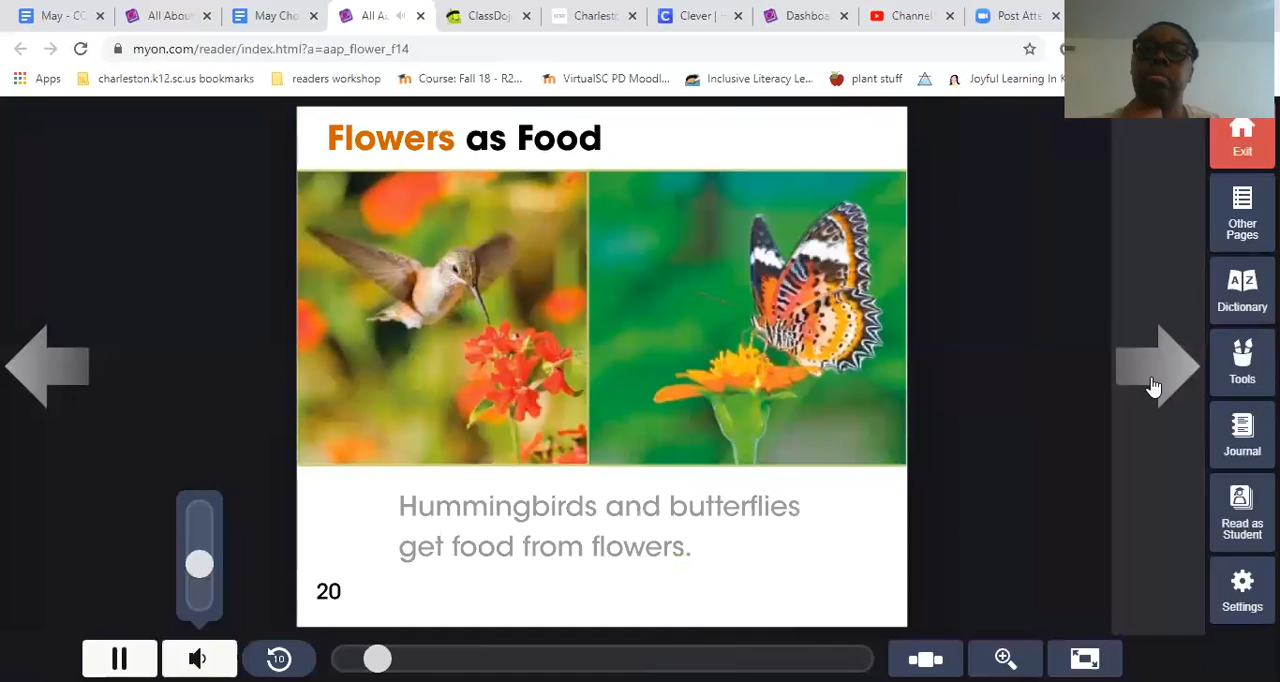 May - CC
All Abou
May Cho
All A
ClassDoj
Charlest
Clever |
Dashboa
Channel
Post Atte
myon.com/reader/index.html?a=aap_flower_f14
Apps
charleston.k12.sc.us bookmarks
readers workshop
Course: Fall 18 - R2...
VirtualSC PD Moodl...
Inclusive Literacy Le...
plant stuff
Joyful Learning In K
Flowers as Food
Hummingbirds and butterflies
get food from flowers.
20
10
Exit
Other
Pages
A Z
Dictionary
Tools
Journal
Read as
Student
Settings